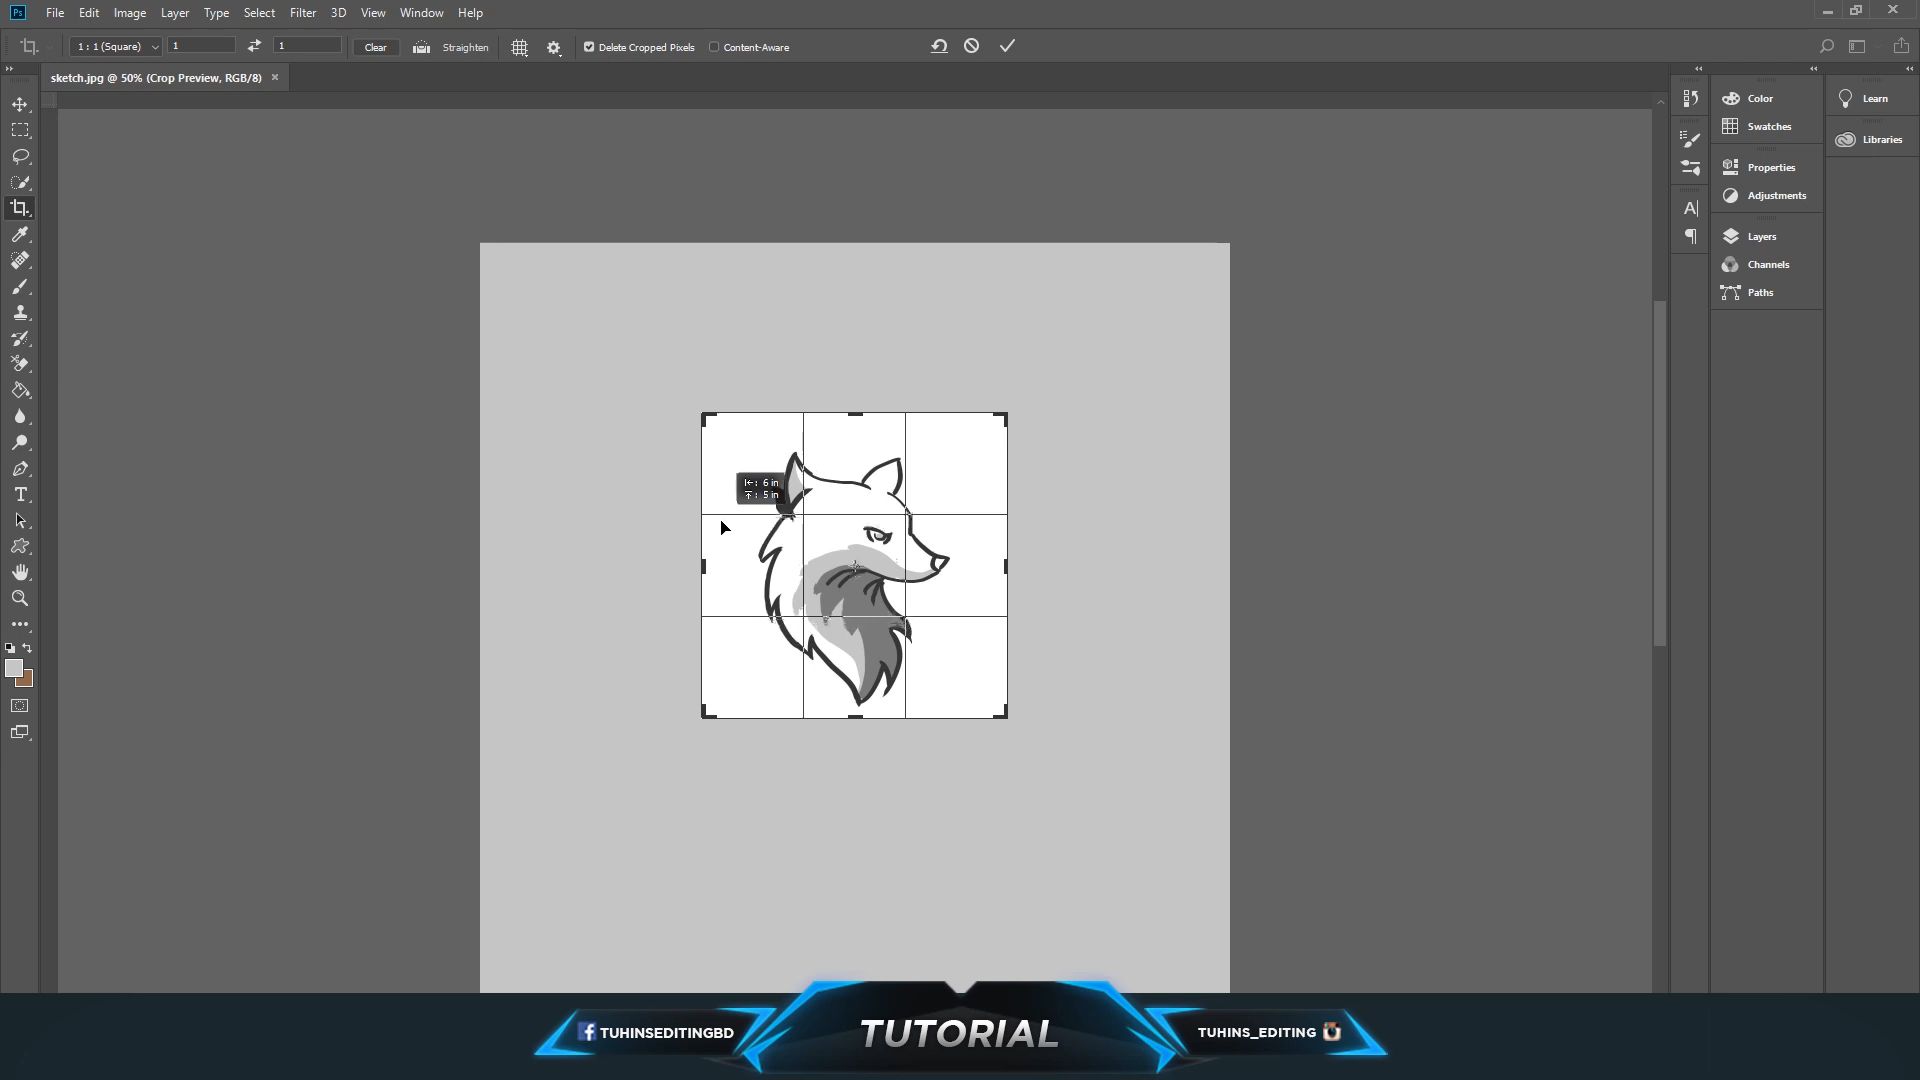 Ps File Edit Image Layer Type Select Filter 3D View Window Help
1 : 1 (Square) 1 1 Clear Straighten Delete Cropped Pixels Content-Aware
sketch.jpg @ 50% (Crop Preview, RGB/8) ×
Color
Swatches
Properties
Adjustments
Layers
Channels
Paths
Learn
Libraries
: 6 in
: 5 in
TUHINSEDITINGBD
TUTORIAL
TUHINS_EDITING